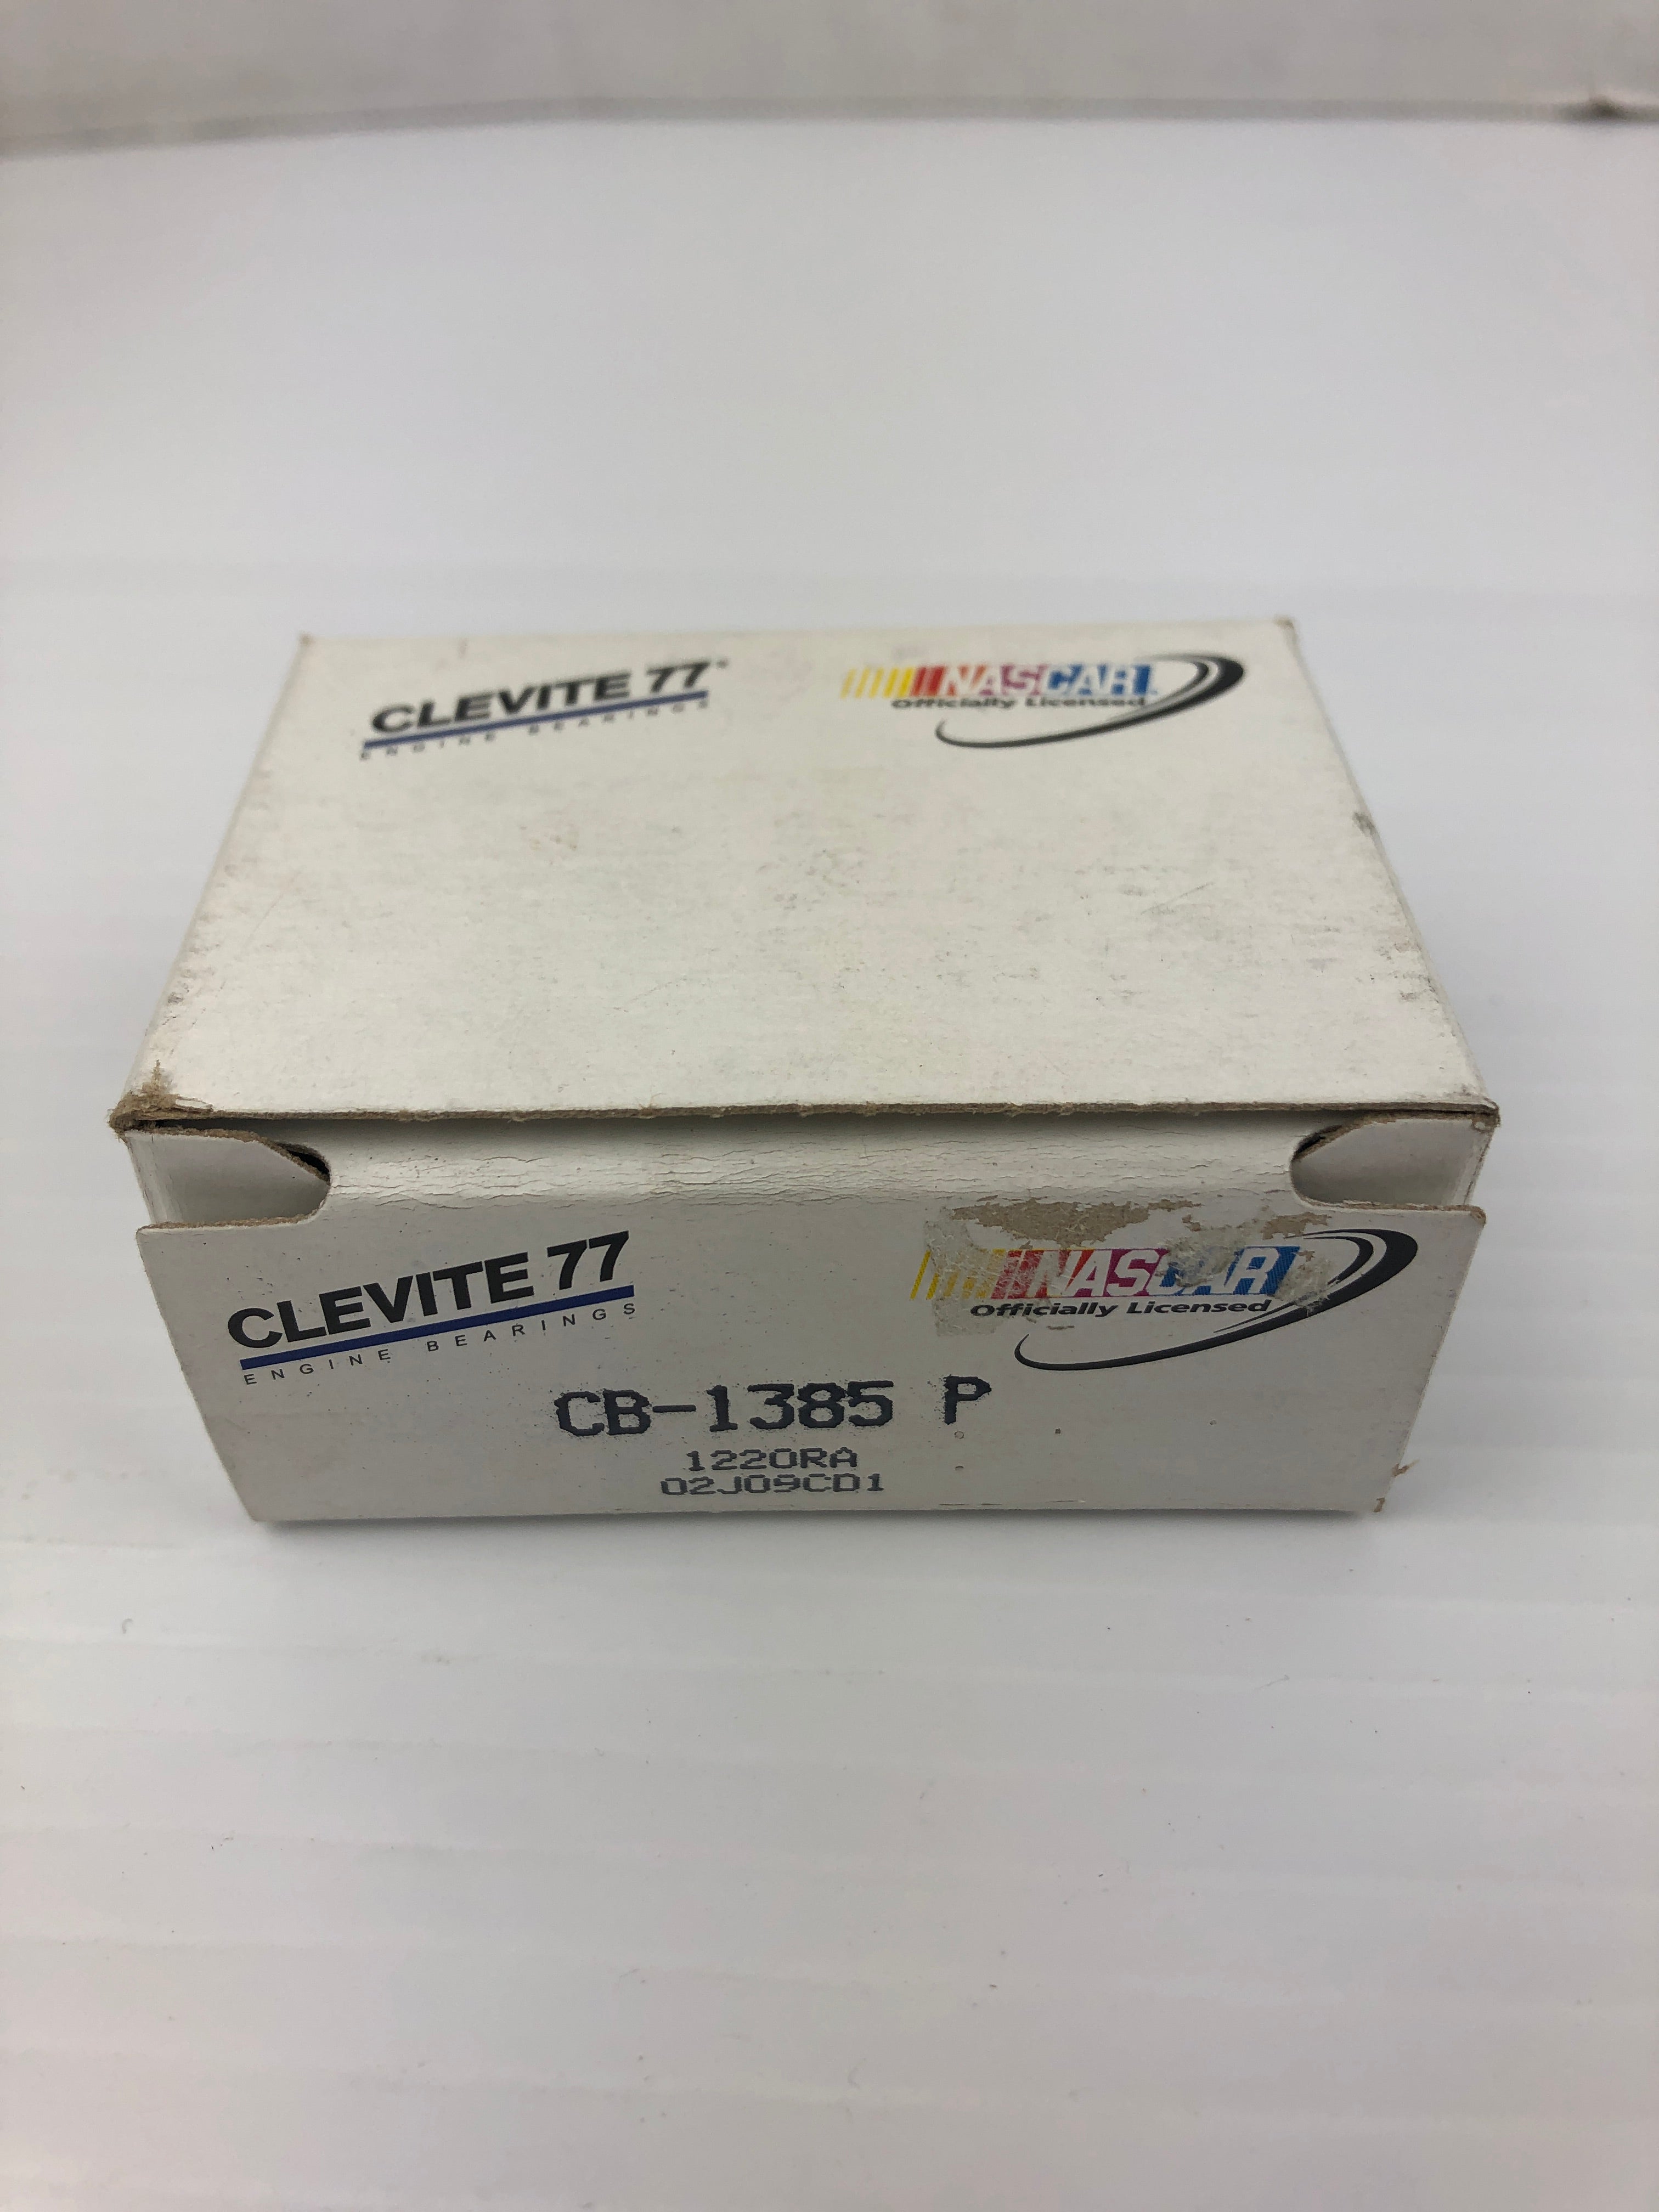 CLEVITE 77®
ENGINE BEARINGS
NASCAR
Officially Licensed
CLEVITE 77
ENGINE BEARINGS
NASCAR
Officially Licensed
CB-1385 P
1220RA
02J09CD1